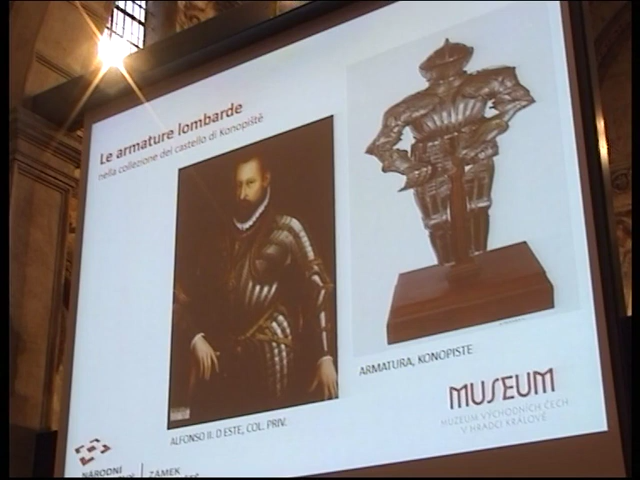 Le armature lombarde
nella collezione del castello di Konopiště
ALFONSO II. D ESTE, COL. PRIV.
ARMATURA, KONOPISTE
MUSEUM
MUZEUM VÝCHODNÍCH ČECH
V HRADCI KRÁLOVÉ
NÁRODNÍ
ZÁMEK